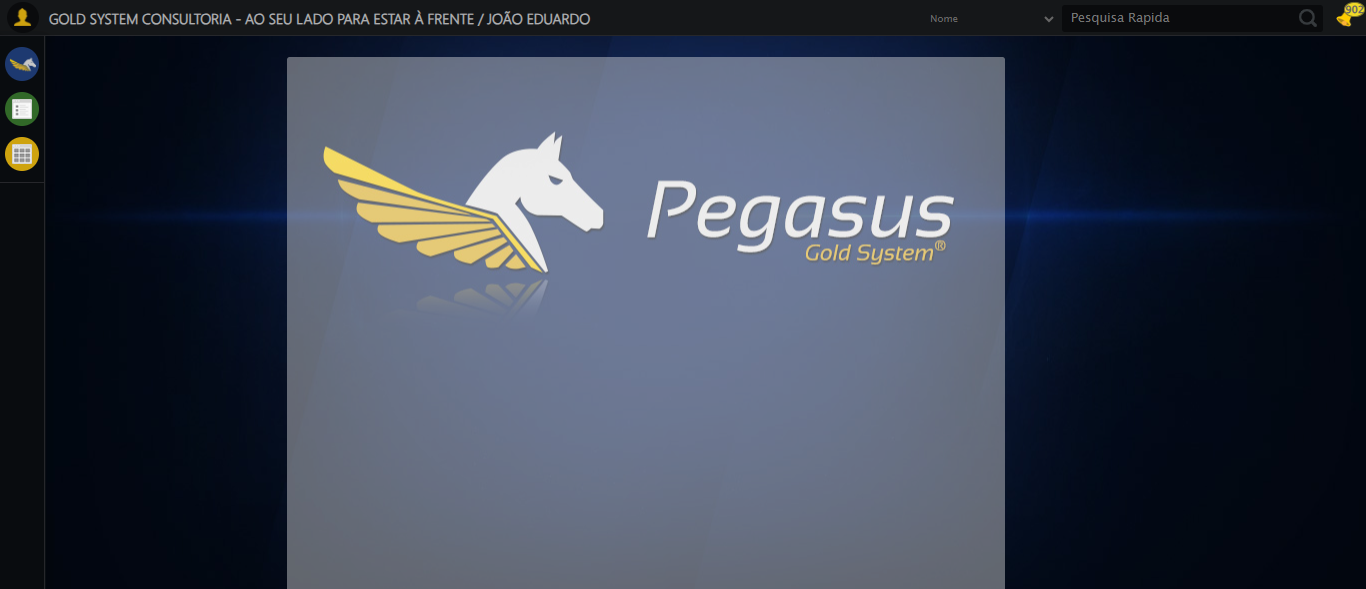 GOLD SYSTEM CONSULTORIA - AO SEU LADO PARA ESTAR À FRENTE / JOÃO EDUARDO
Nome
Pesquisa Rapida
902
Pegasus
Gold System®